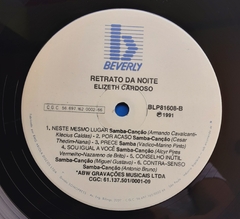 BEVERLY
RETRATO DA NOITE
ELIZETH CARDOSO
BLP81608-B
℗1991
1. NESTE MESMO LUGAR Samba-Canção (Armando Cavalcanti-
Klécius Caldas) - 2. POR ACASO Samba-Canção (Cesar
Thedim-Nanai) - 3. PRECE Samba (Vadico-Marino Pinto)
4. SOU IGUAL A VOCÊ Samba-Canção (Alcyr Pires
Vermelho-Nazareno de Brito) - 5. CONSELHO INÚTIL
Samba-Canção (Miguel Gustavo) - 6. CONTRA-SENSO
Samba-Canção (Antonio Bruno)
"ABW GRAVAÇÕES MUSICAIS LTDA
CGC: 61.137.501/0001-09